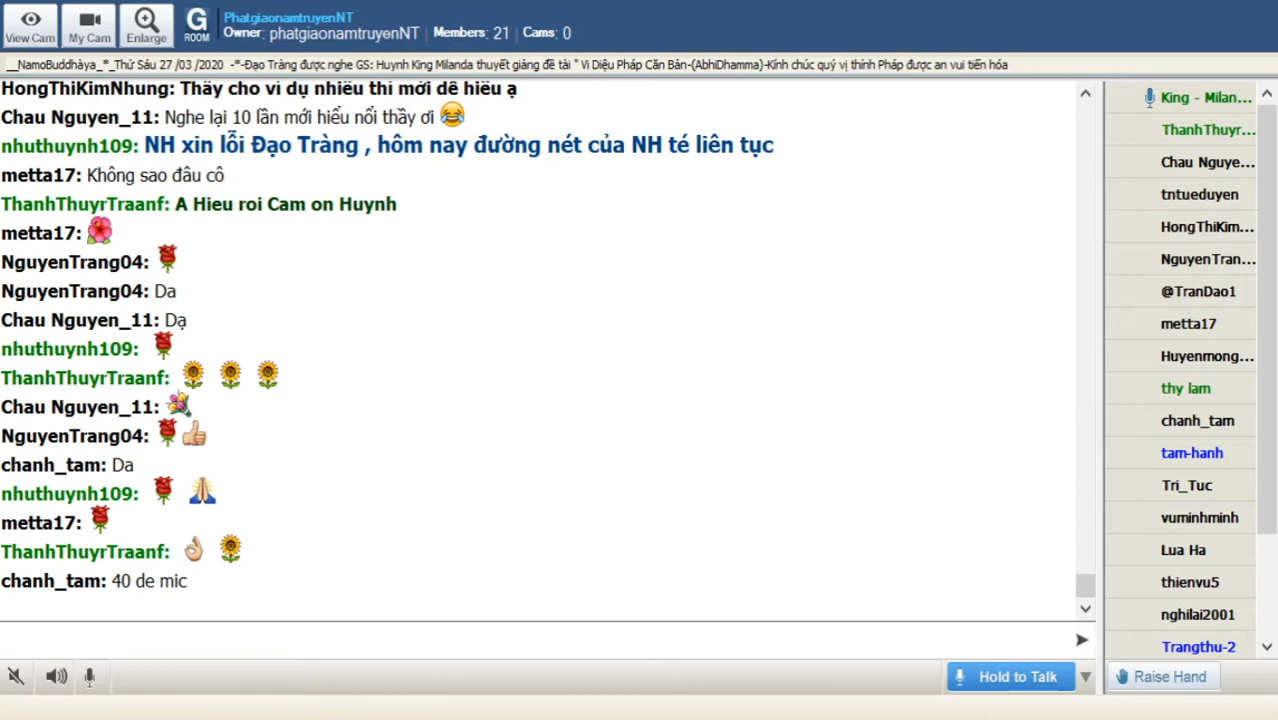 View Cam
My Cam
Enlarge
G
ROOM
PhatgiaonamtruyenNT
Owner: phatgiaonamtruyenNT | Members: 21 | Cams: 0
__NamoBuddhàya_*_Thứ Sáu 27 /03 /2020 -*-Đạo Tràng được nghe GS: Huỳnh King Milanda thuyết giảng đề tài " Vi Diệu Pháp Căn Bản-(AbhiDhamma)-Kính chúc quý vị thính Pháp được an vui tiến hóa
HongThiKimNhung: Thầy cho ví dụ nhiều thì mới dễ hiểu ạ
Chau Nguyen_11: Nghe lại 10 lần mới hiểu nổi thầy ơi
nhuthuynh109: NH xin lỗi Đạo Tràng , hôm nay đường nét của NH té liên tục
metta17: Không sao đâu cô
ThanhThuyrTraanf: A Hieu roi Cam on Huynh
metta17:
NguyenTrang04:
NguyenTrang04: Da
Chau Nguyen_11: Dạ
nhuthuynh109:
ThanhThuyrTraanf:
Chau Nguyen_11:
NguyenTrang04:
chanh_tam: Da
nhuthuynh109:
metta17:
ThanhThuyrTraanf:
chanh_tam: 40 de mic
King - Milan...
ThanhThuyr...
Chau Nguye...
tntueduyen
HongThiKim...
NguyenTran...
@TranDao1
metta17
Huyenmong...
thy lam
chanh_tam
tam-hanh
Tri_Tuc
vuminhminh
Lua Ha
thienvu5
nghilai2001
Trangthu-2
Hold to Talk
Raise Hand